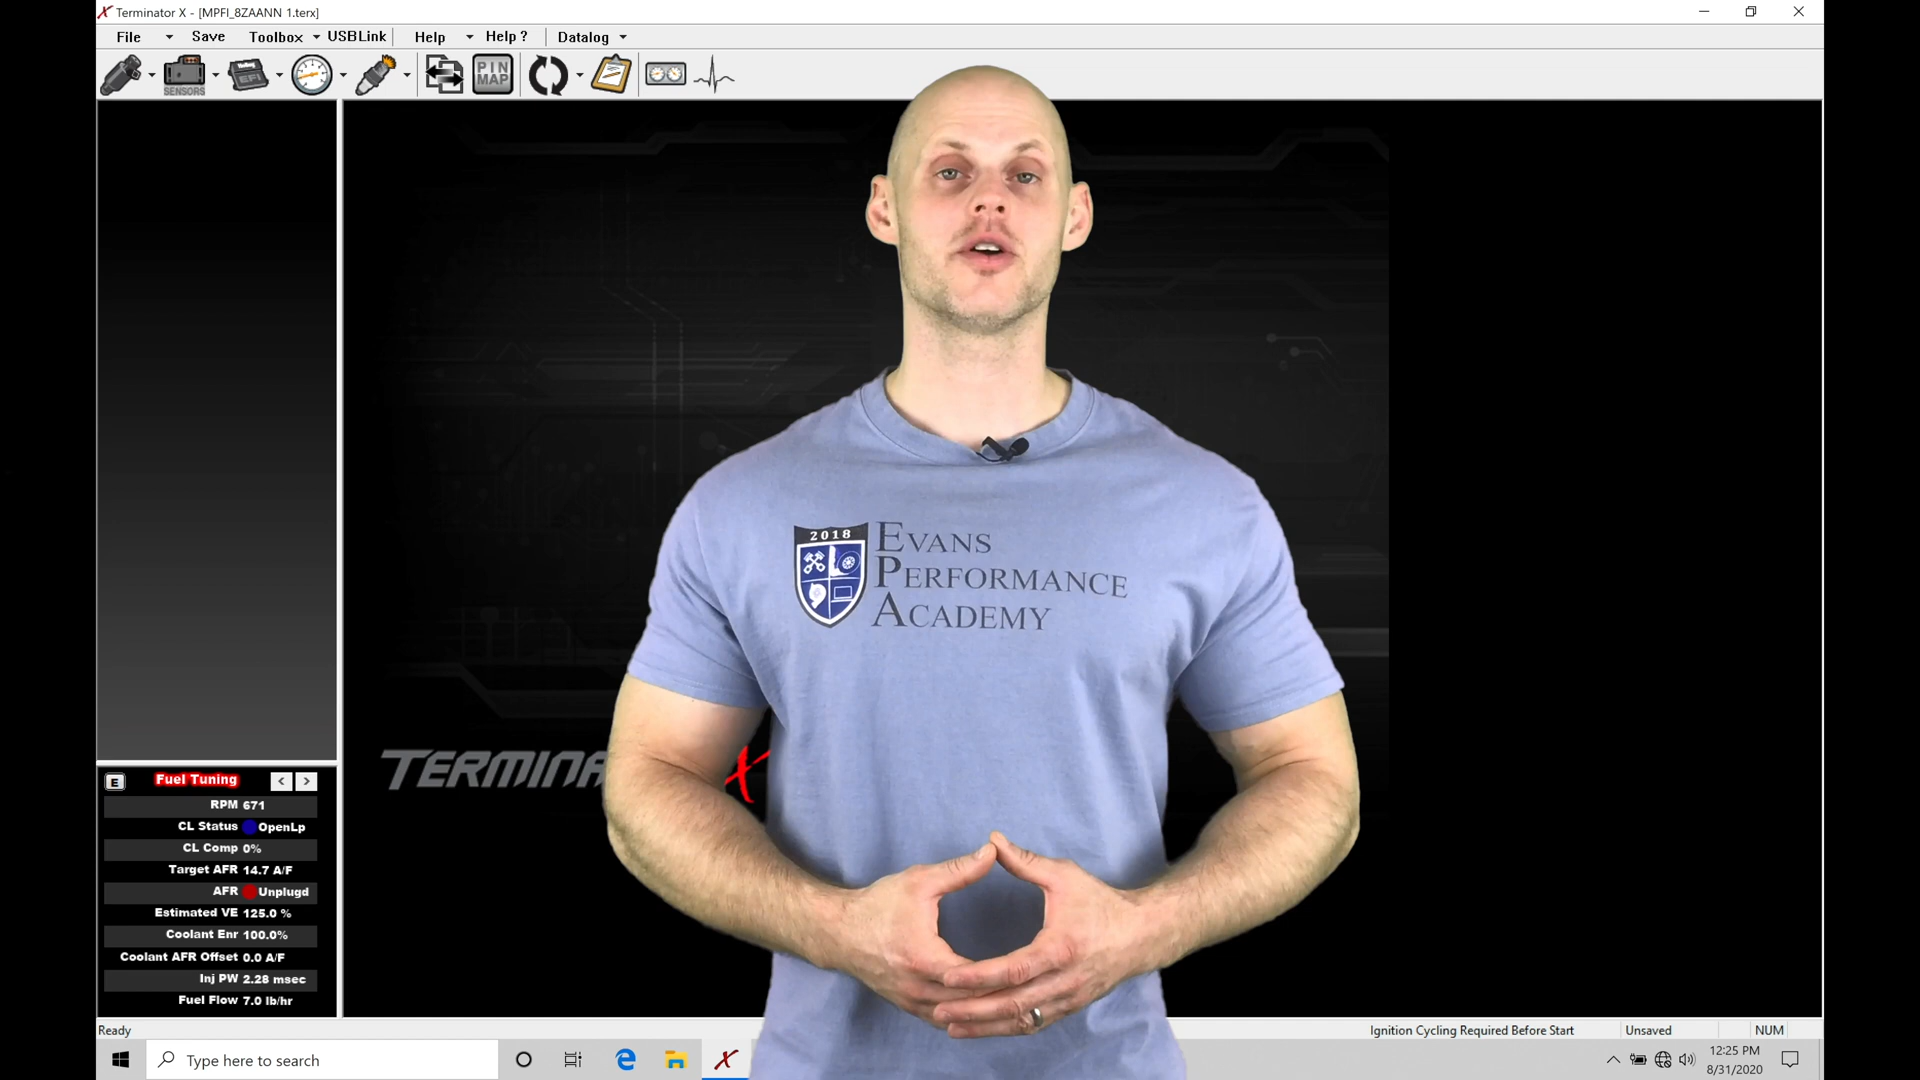 Terminator X - [MPFI_8ZAANN 1.terx]
File Save Toolbox USBLink Help Help ? Datalog
SENSORS EFI PIN MAP
2018
EVANS
PERFORMANCE
ACADEMY
TERMINA X
E Fuel Tuning < >
RPM 671
CL Status OpenLp
CL Comp 0%
Target AFR 14.7 A/F
AFR Unplugd
Estimated VE 125.0 %
Coolant Enr 100.0%
Coolant AFR Offset 0.0 A/F
Inj PW 2.28 msec
Fuel Flow 7.0 lb/hr
Ready Ignition Cycling Required Before Start Unsaved NUM
Type here to search 12:25 PM
8/31/2020